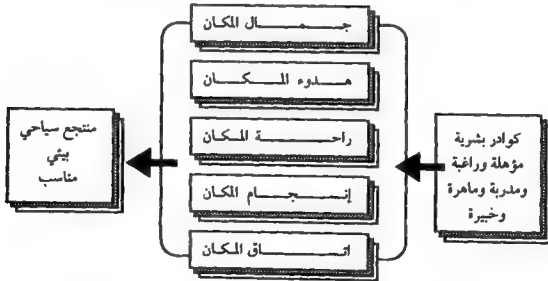 كوادر بشرية
مؤهلة وراغبة
ومدربة وماهرة
وخبيرة
جمال المكان
هدوء المكان
راحة المكان
إنسجام المكان
اتساق المكان
منتجع سياحي
بيئي
مناسب